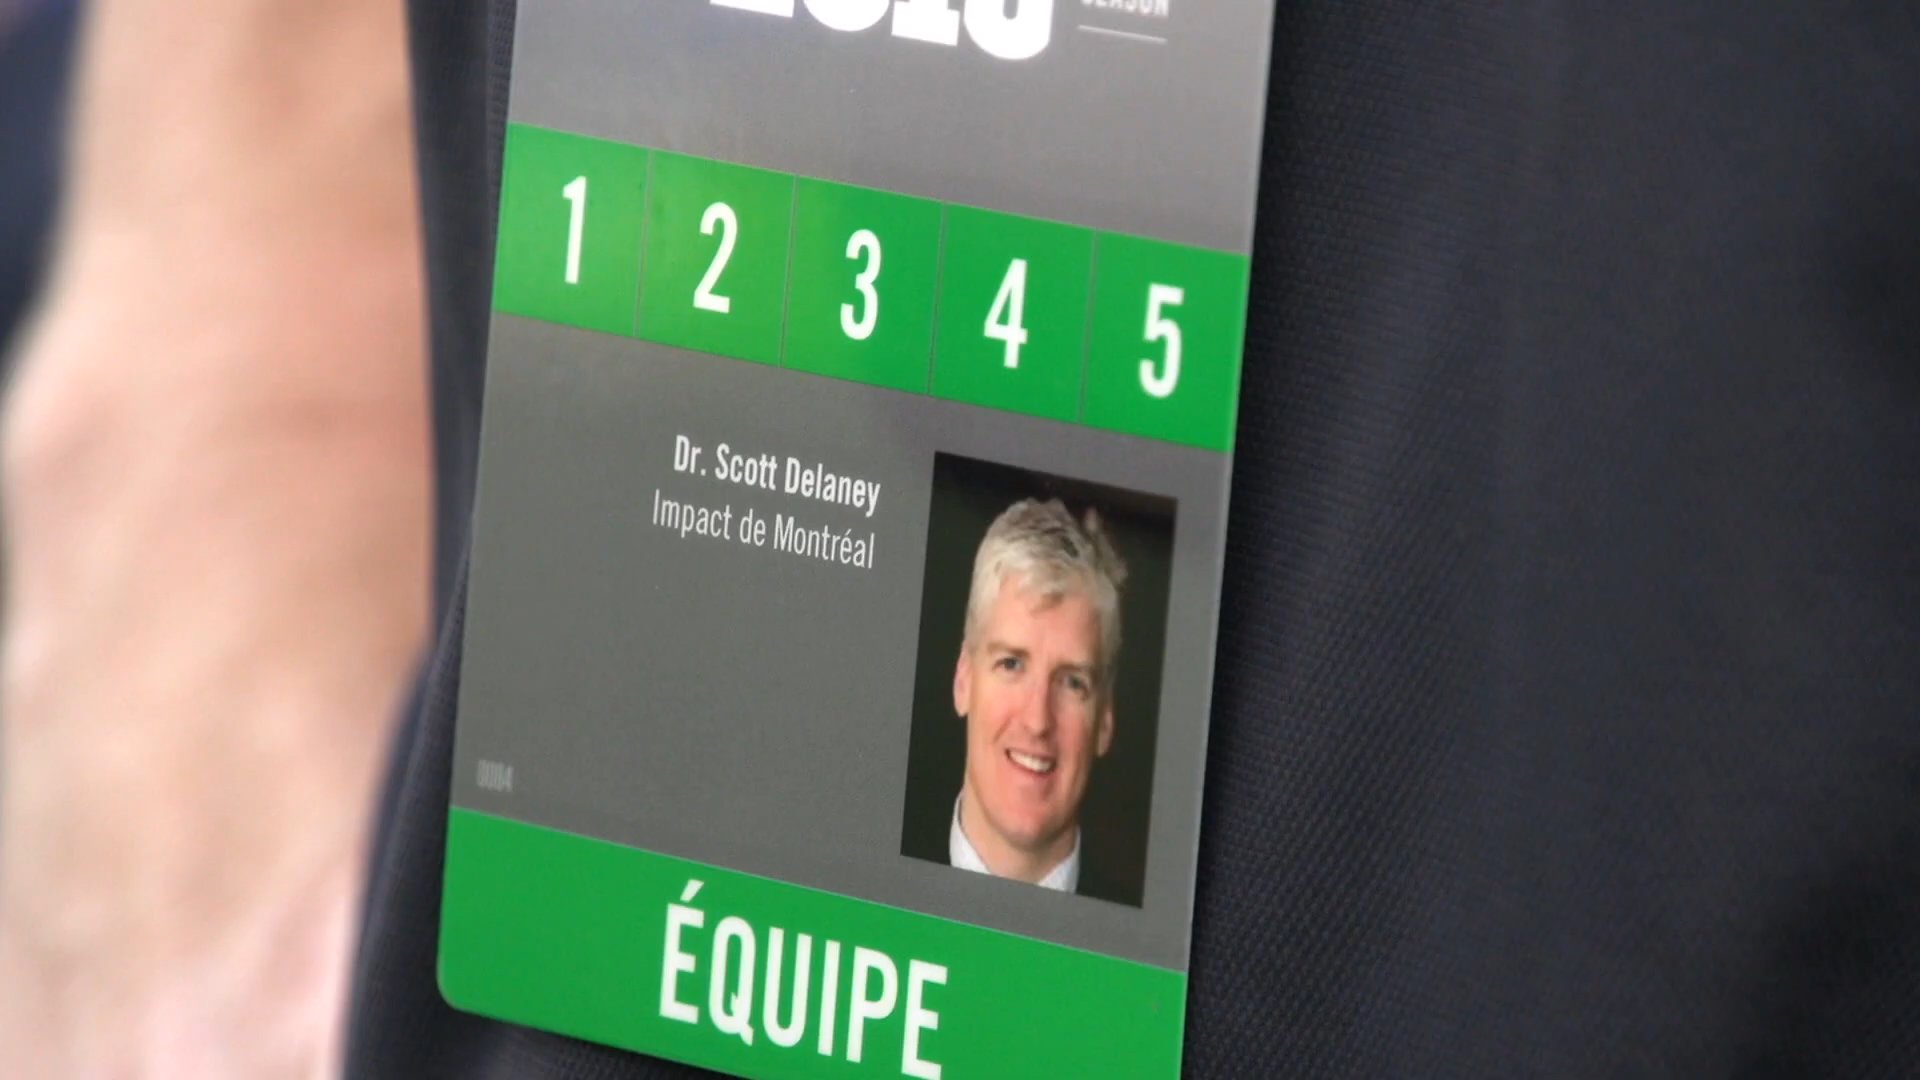 SEASON
1 2 3 4 5
Dr. Scott Delaney
Impact de Montréal
ÉQUIPE